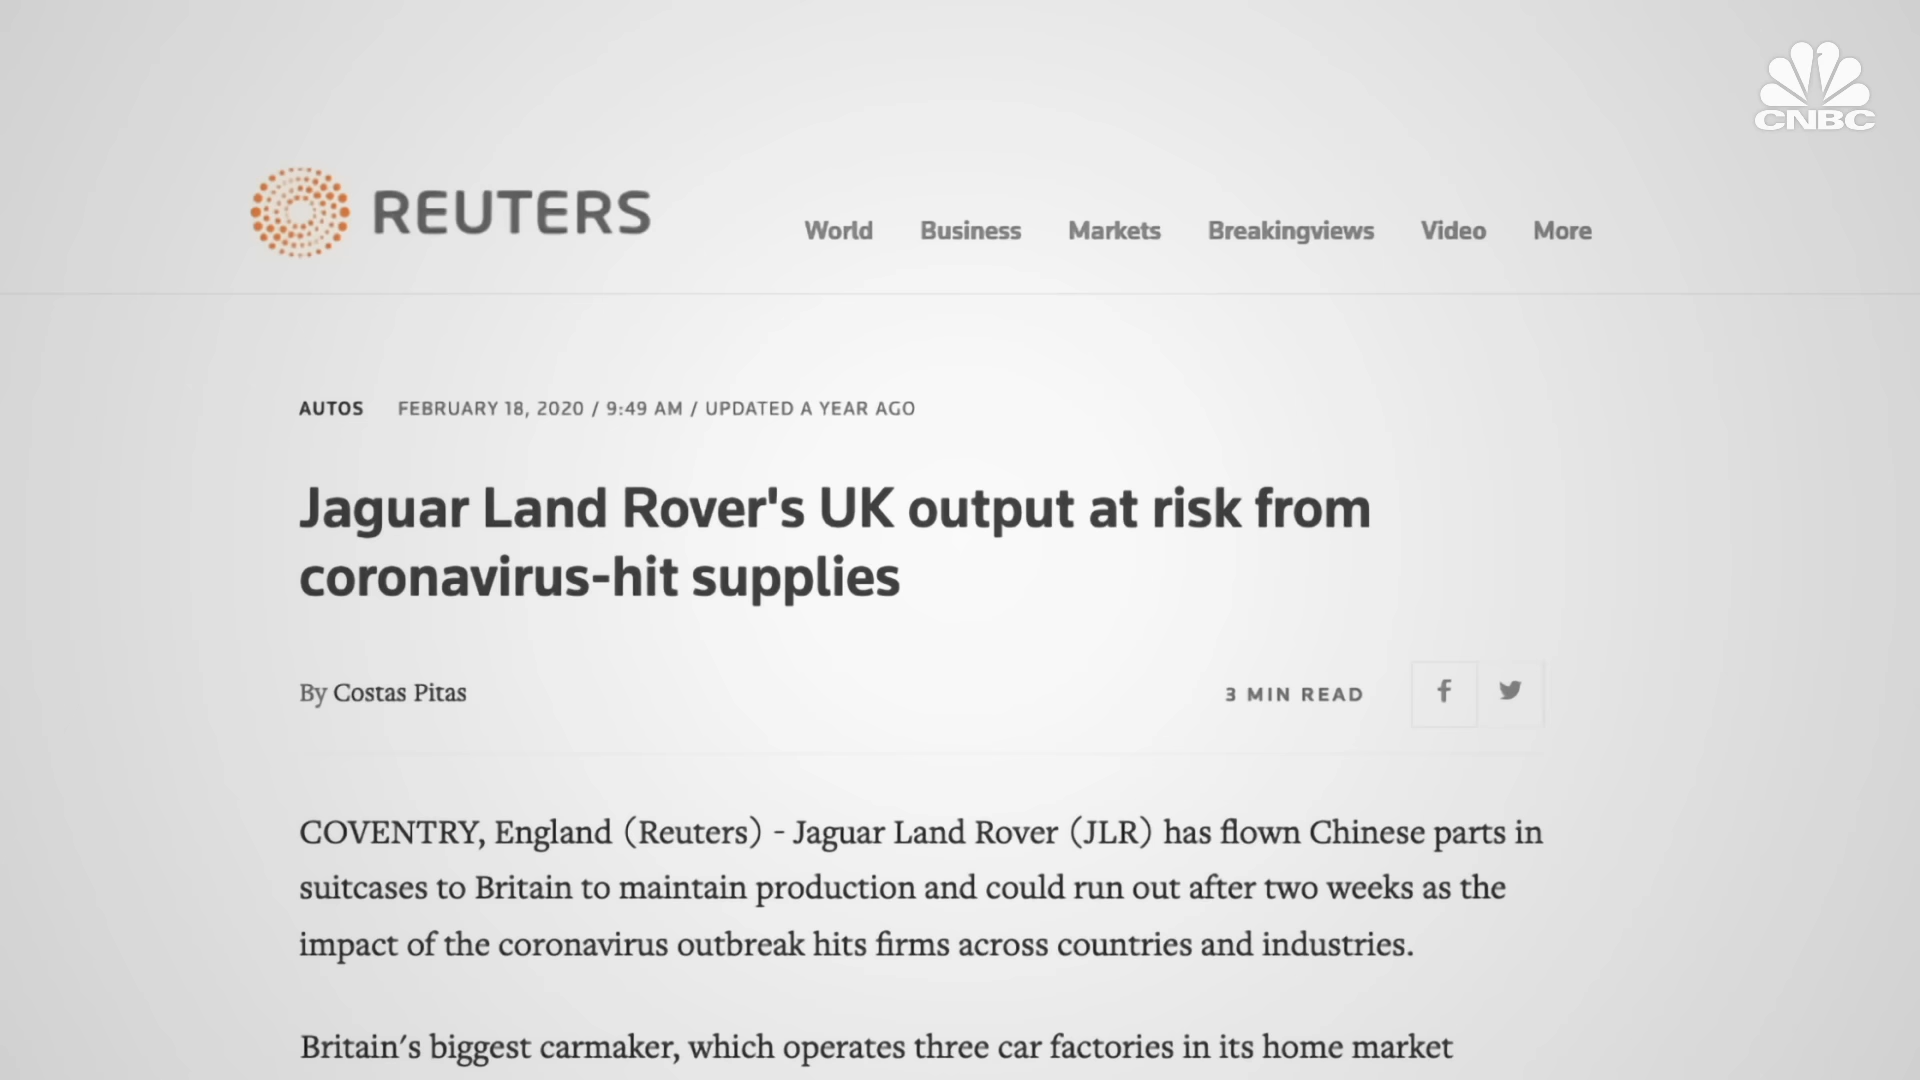 CNBC
REUTERS
World Business Markets Breakingviews Video More
AUTOS FEBRUARY 18, 2020 / 9:49 AM / UPDATED A YEAR AGO
Jaguar Land Rover's UK output at risk from
coronavirus-hit supplies
By Costas Pitas
3 MIN READ
COVENTRY, England (Reuters) - Jaguar Land Rover (JLR) has flown Chinese parts in
suitcases to Britain to maintain production and could run out after two weeks as the
impact of the coronavirus outbreak hits firms across countries and industries.
Britain's biggest carmaker, which operates three car factories in its home market